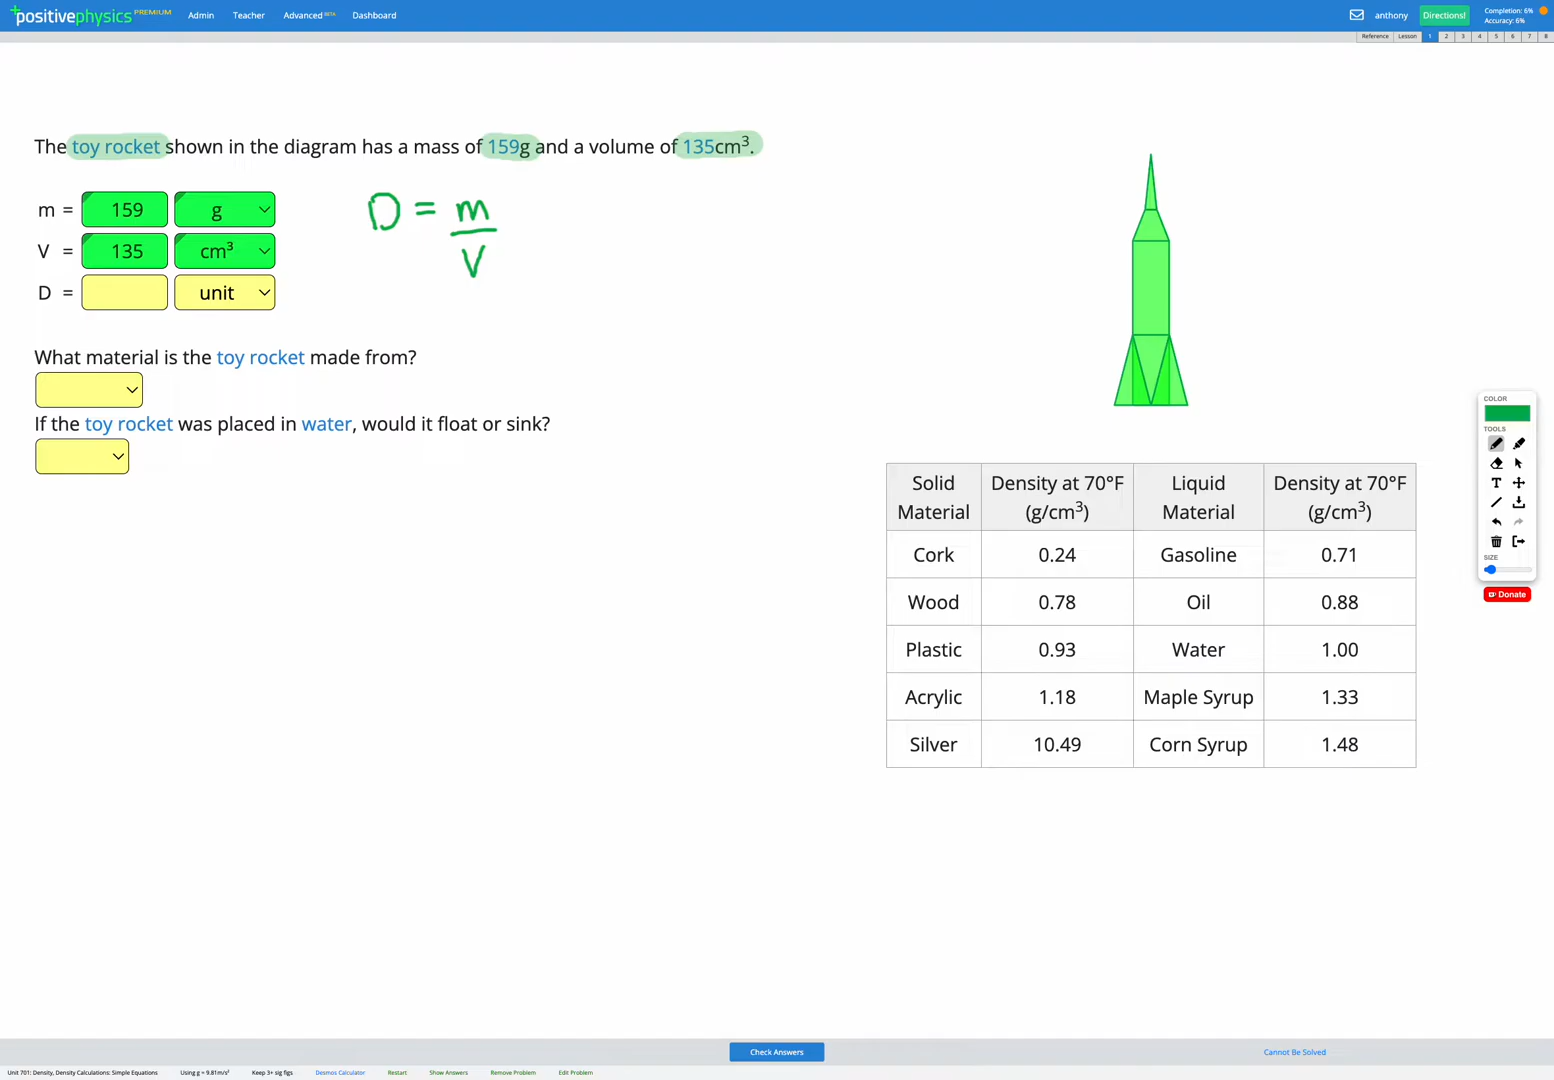 positivephysics PREMIUM Admin Teacher Advanced BETA Dashboard anthony Directions! Completion: 6%
Accuracy: 6%
Reference Lesson 1 2 3 4 5 6 7 8
The toy rocket shown in the diagram has a mass of 159g and a volume of 135cm³.
m = 159 g
V = 135 cm³
D = unit
D = m
V
What material is the toy rocket made from?
If the toy rocket was placed in water, would it float or sink?
Solid Material Density at 70°F (g/cm³) Liquid Material Density at 70°F (g/cm³)
Cork 0.24 Gasoline 0.71
Wood 0.78 Oil 0.88
Plastic 0.93 Water 1.00
Acrylic 1.18 Maple Syrup 1.33
Silver 10.49 Corn Syrup 1.48
COLOR
TOOLS
T
SIZE
Donate
Check Answers Cannot Be Solved
Unit 701: Density, Density Calculations: Simple Equations Using g = 9.81m/s² Keep 3+ sig figs Desmos Calculator Restart Show Answers Remove Problem Edit Problem